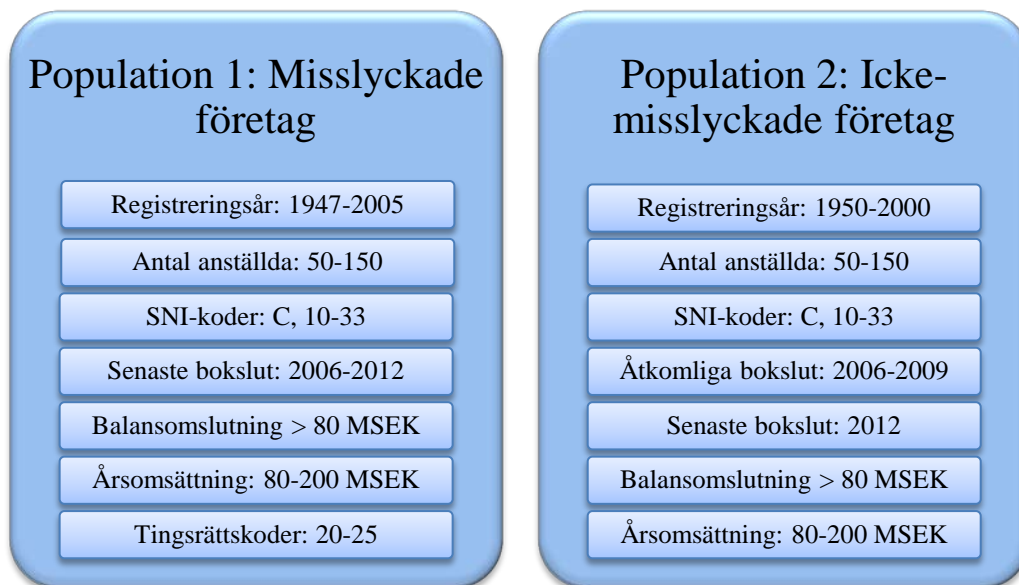 Population 1: Misslyckade
företag
Registreringsår: 1947-2005
Antal anställda: 50-150
SNI-koder: C, 10-33
Senaste bokslut: 2006-2012
Balansomslutning > 80 MSEK
Årsomsättning: 80-200 MSEK
Tingsrättskoder: 20-25
Population 2: Icke-
misslyckade företag
Registreringsår: 1950-2000
Antal anställda: 50-150
SNI-koder: C, 10-33
Åtkomliga bokslut: 2006-2009
Senaste bokslut: 2012
Balansomslutning > 80 MSEK
Årsomsättning: 80-200 MSEK